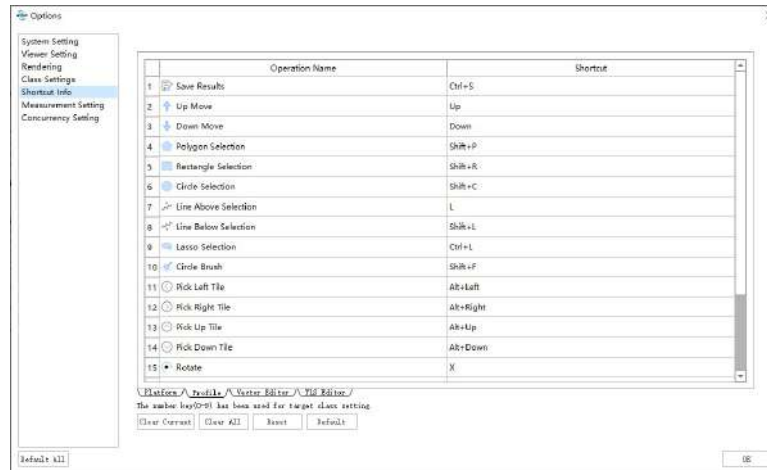 Options
System Setting
Viewer Setting
Rendering
Class Settings
Shortcut Info
Measurement Setting
Concurrency Setting
Operation Name Shortcut
1 Save Results Ctrl+S
2 Up Move Up
3 Down Move Down
4 Polygon Selection Shift+P
5 Rectangle Selection Shift+R
6 Circle Selection Shift+C
7 Line Above Selection L
8 Line Below Selection Shift+L
9 Lasso Selection Ctrl+L
10 Circle Brush Shift+F
11 Pick Left Tile Alt+Left
12 Pick Right Tile Alt+Right
13 Pick Up Tile Alt+Up
14 Pick Down Tile Alt+Down
15 Rotate X
Platform Profile Vector Editor TLS Editor
The number key(0-9) has been used for target class setting
Clear Current Clear All Reset Default
Default All OK